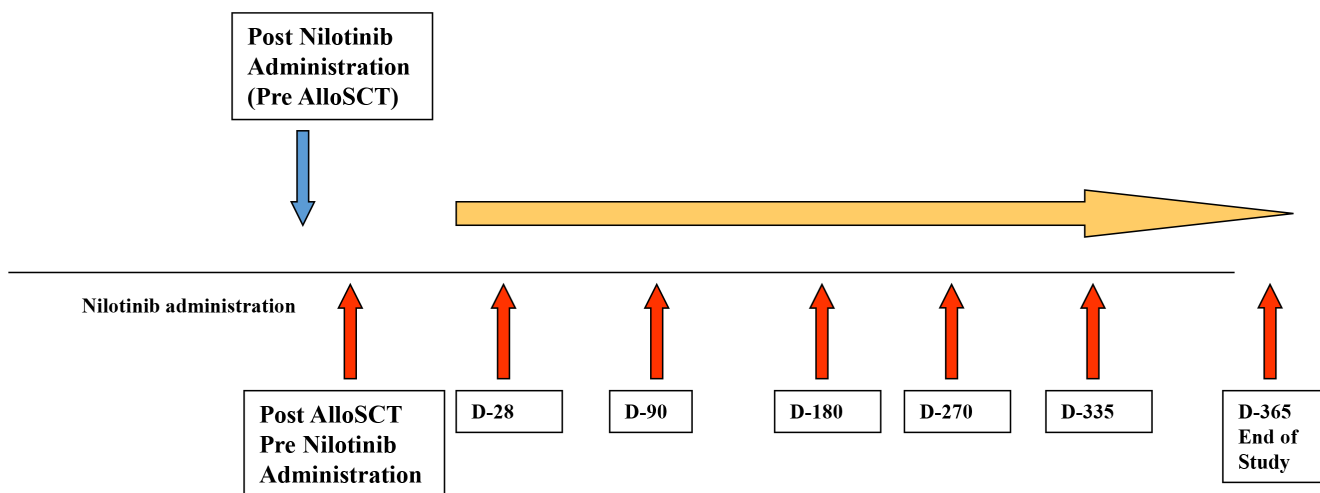 Post Nilotinib
Administration
(Pre AlloSCT)
Nilotinib administration
Post AlloSCT
Pre Nilotinib
Administration
D-28
D-90
D-180
D-270
D-335
D-365
End of
Study